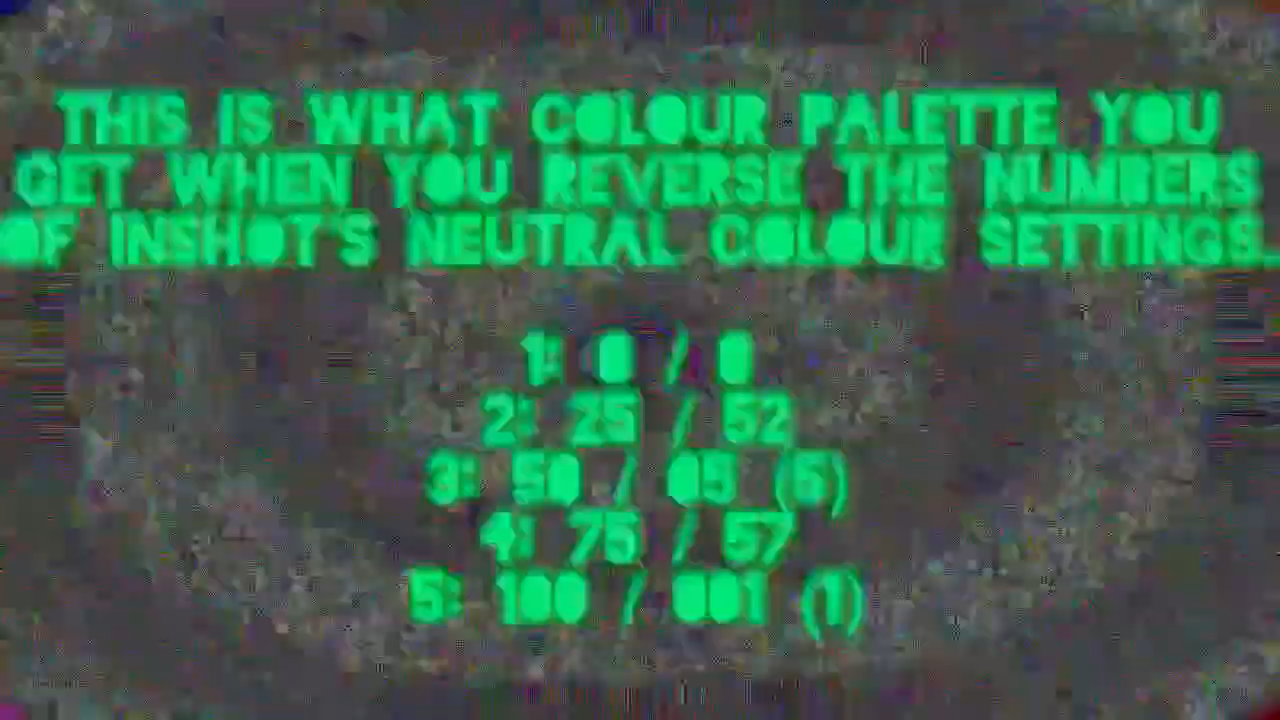 THIS IS WHAT COLOUR PALETTE YOU
GET WHEN YOU REVERSE THE NUMBERS
OF INSHOT'S NEUTRAL COLOUR SETTINGS.
1: 0 / 0
2: 25 / 52
3: 50 / 05 (5)
4: 75 / 57
5: 100 / 001 (1)